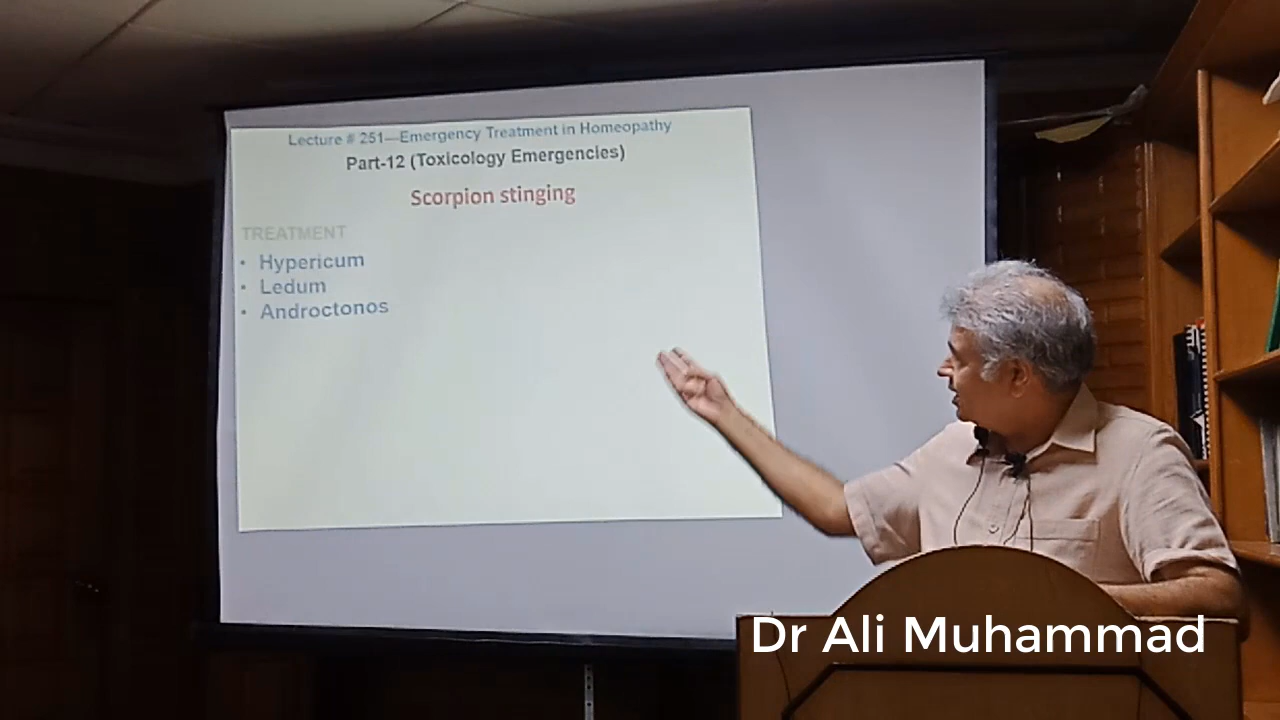 Lecture # 251—Emergency Treatment in Homeopathy
Part-12 (Toxicology Emergencies)
Scorpion stinging
TREATMENT
• Hypericum
• Ledum
• Androctonos
Dr Ali Muhammad